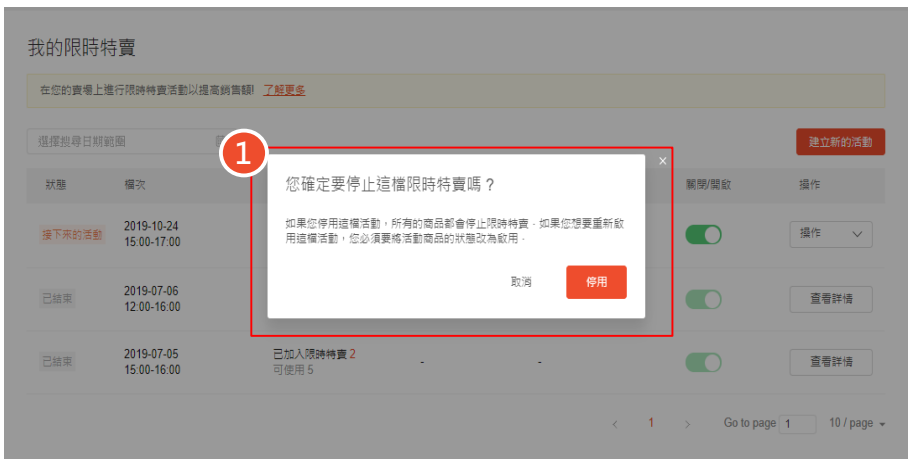 我的限時特賣
在您的賣場上進行限時特賣活動以提高銷售額! 了解更多
選擇搜尋日期範圍
建立新的活動
1
×
狀態 檔次 關閉/開啟 操作
您確定要停止這檔限時特賣嗎？
如果您停用這檔活動，所有的商品都會停止限時特賣．如果您想要重新啟
用這檔活動，您必須要將活動商品的狀態改為啟用．
取消 停用
接下來的活動 2019-10-24 操作
15:00-17:00
已結束 2019-07-06 查看詳情
12:00-16:00
已結束 2019-07-05 已加入限時特賣 2 - - 查看詳情
15:00-16:00 可使用 5
< 1 > Go to page 1 10 / page